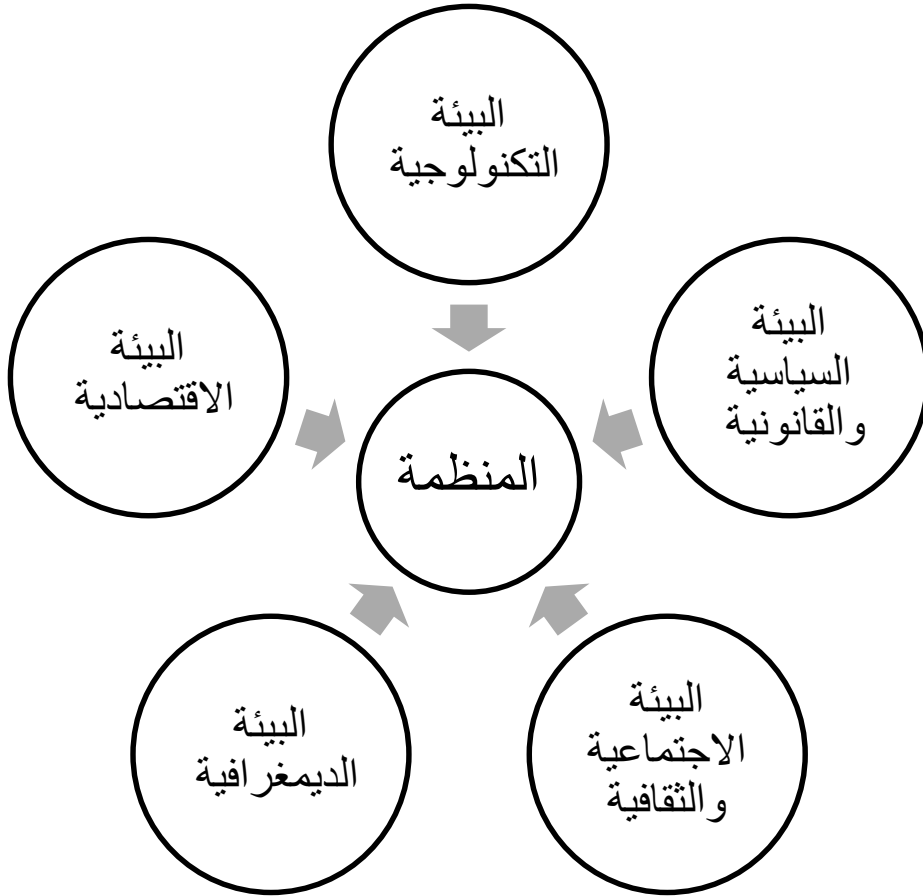 البيئة
التكنولوجية
البيئة
السياسية
والقانونية
البيئة
الاقتصادية
المنظمة
البيئة
الاجتماعية
والثقافية
البيئة
الديمغرافية